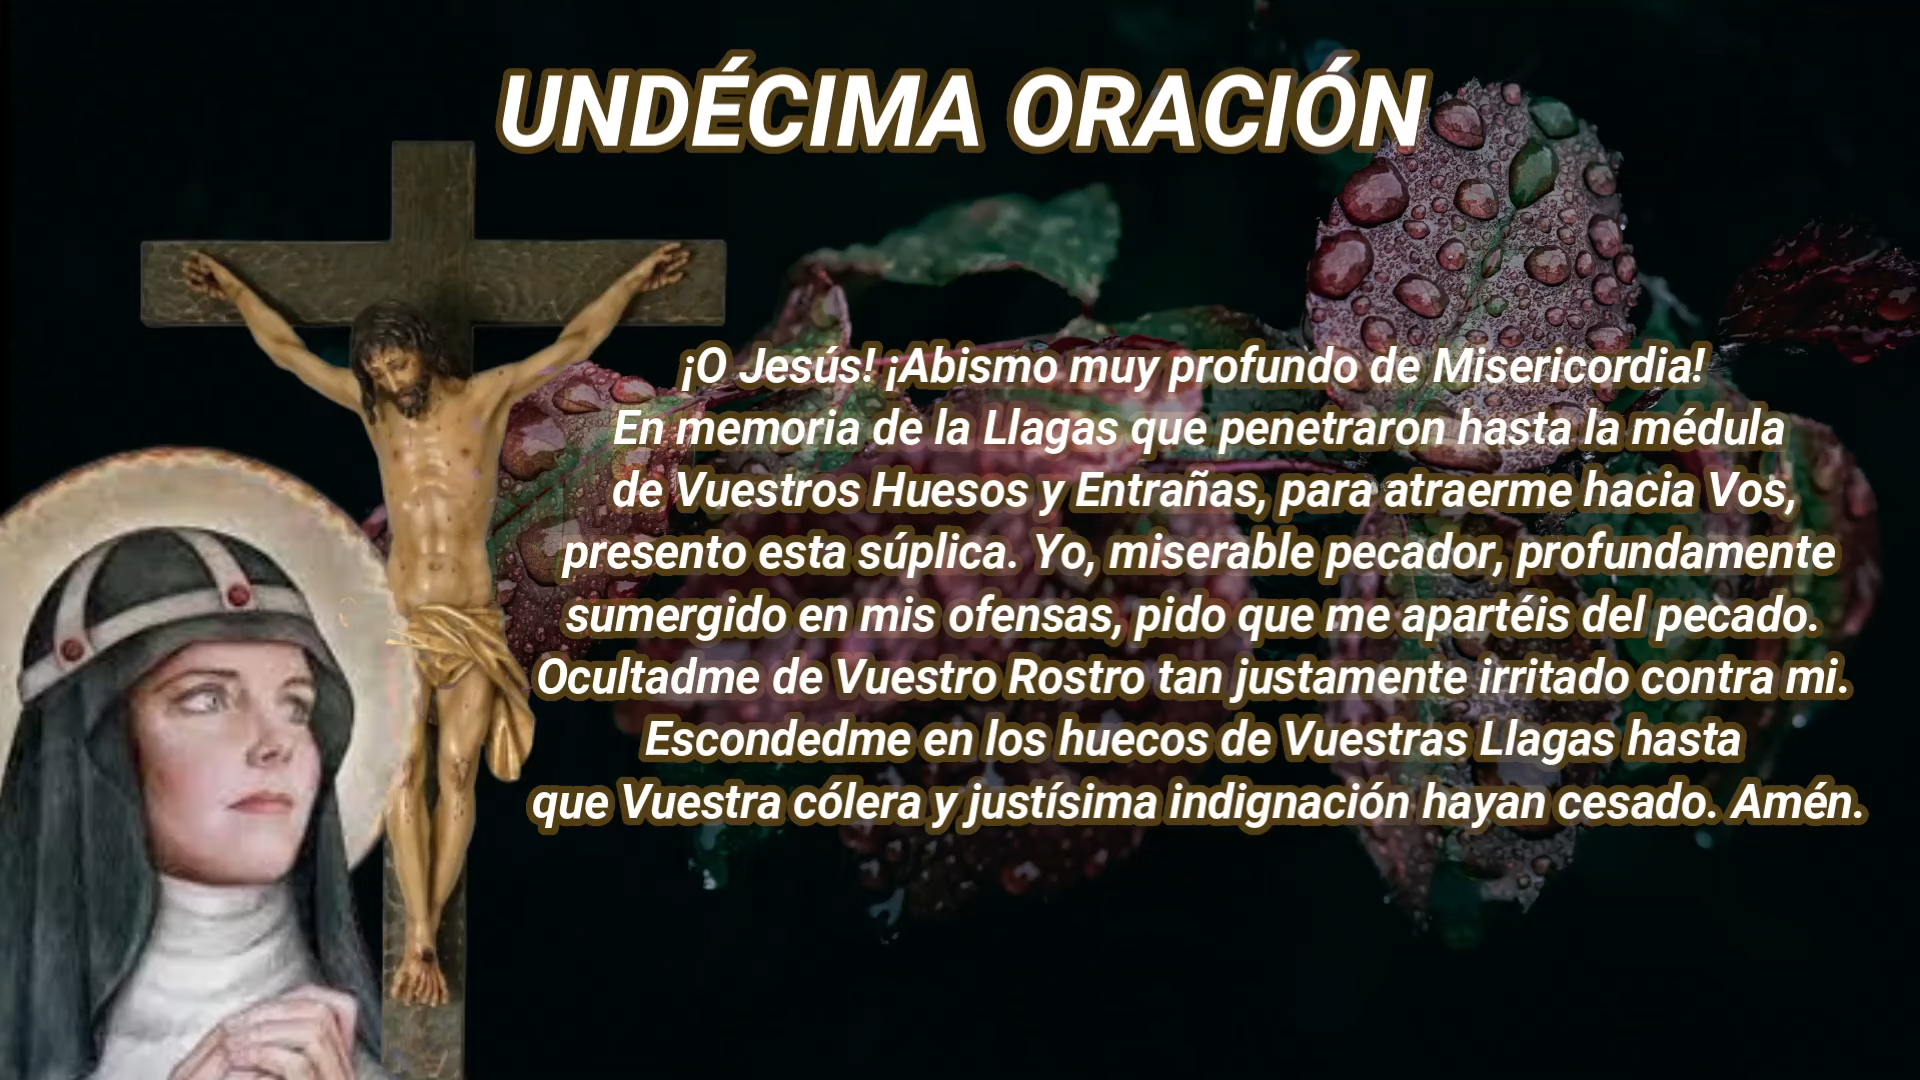 UNDÉCIMA ORACIÓN
¡O Jesús! ¡Abismo muy profundo de Misericordia!
En memoria de la Llagas que penetraron hasta la médula
de Vuestros Huesos y Entrañas, para atraerme hacia Vos,
presento esta súplica. Yo, miserable pecador, profundamente
sumergido en mis ofensas, pido que me apartéis del pecado.
Ocultadme de Vuestro Rostro tan justamente irritado contra mi.
Escondedme en los huecos de Vuestras Llagas hasta
que Vuestra cólera y justísima indignación hayan cesado. Amén.